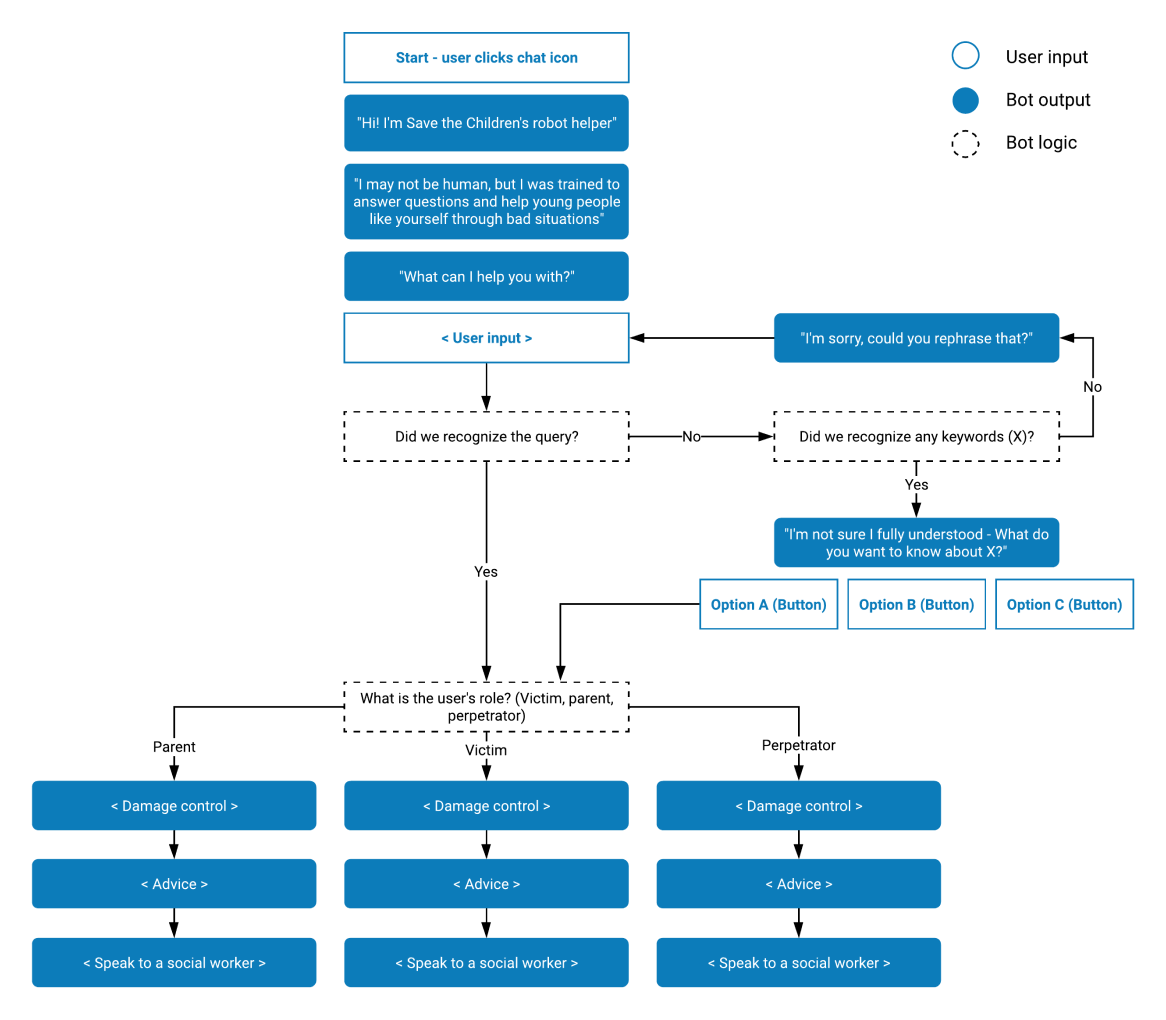 Start - user clicks chat icon
User input
Bot output
Bot logic
"Hi! I'm Save the Children's robot helper"
"I may not be human, but I was trained to
answer questions and help young people
like yourself through bad situations"
"What can I help you with?"
< User input >
"I'm sorry, could you rephrase that?"
No
Did we recognize the query?
No
Did we recognize any keywords (X)?
Yes
"I'm not sure I fully understood - What do
you want to know about X?"
Yes
Option A (Button)
Option B (Button)
Option C (Button)
What is the user's role? (Victim, parent,
perpetrator)
Parent
Victim
Perpetrator
< Damage control >
< Damage control >
< Damage control >
< Advice >
< Advice >
< Advice >
< Speak to a social worker >
< Speak to a social worker >
< Speak to a social worker >